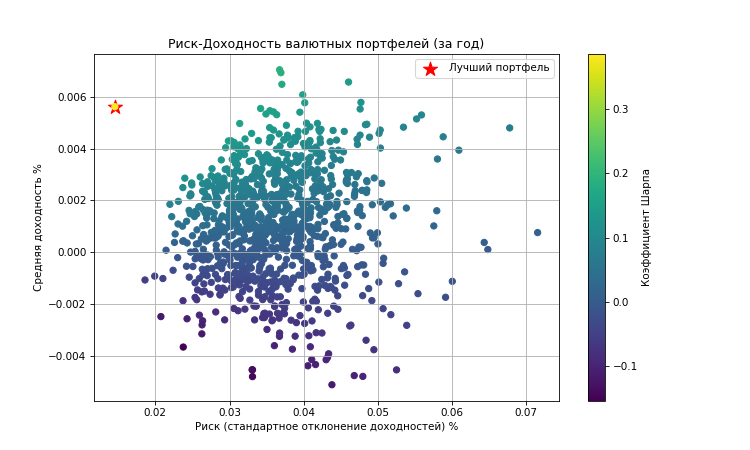 Риск-Доходность валютных портфелей (за год)
Лучший портфель
0.006
0.004
0.002
0.000
−0.002
−0.004
Средняя доходность %
0.02 0.03 0.04 0.05 0.06 0.07
Риск (стандартное отклонение доходностей) %
0.3
0.2
0.1
0.0
−0.1
Коэффициент Шарпа